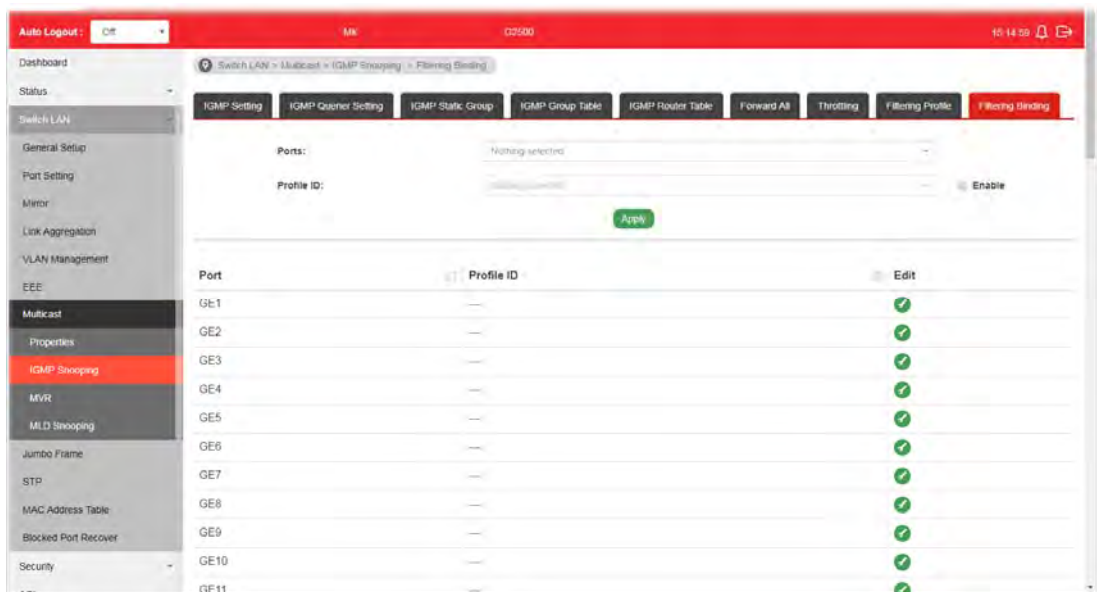 Auto Logout : Off MK G2500 15:14:59
Dashboard
Switch LAN > Multicast > IGMP Snooping > Filtering Binding
Status
IGMP Setting IGMP Querier Setting IGMP Static Group IGMP Group Table IGMP Router Table Forward All Throttling Filtering Profile Filtering Binding
Switch LAN
General Setup
Ports: Nothing selected
Port Setting
Profile ID: Enable
Mirror
Apply
Link Aggregation
VLAN Management
Port Profile ID Edit
EEE
GE1 ---
Multicast
GE2 ---
Properties
GE3 ---
IGMP Snooping
GE4 ---
MVR
GE5 ---
MLD Snooping
GE6 ---
Jumbo Frame
GE7 ---
STP
GE8 ---
MAC Address Table
GE9 ---
Blocked Port Recover
GE10 ---
Security
GE11